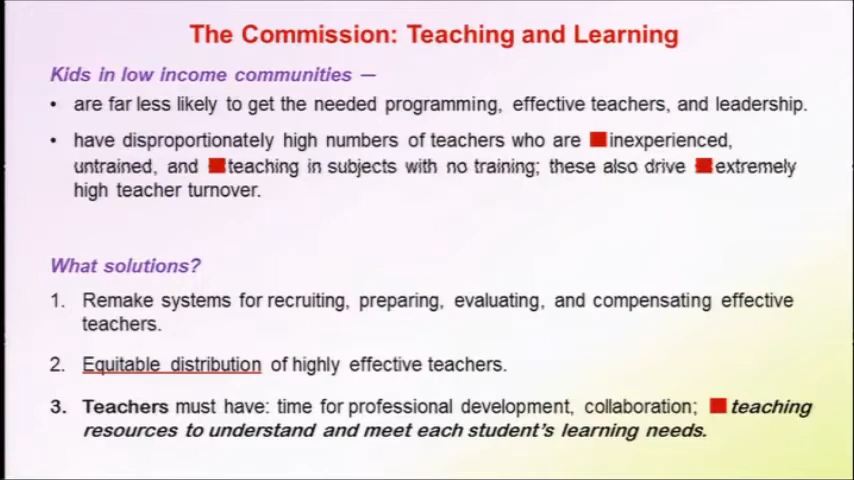 The Commission: Teaching and Learning
Kids in low income communities —
• are far less likely to get the needed programming, effective teachers, and leadership.
• have disproportionately high numbers of teachers who are ■inexperienced,
untrained, and ■teaching in subjects with no training; these also drive ■extremely
high teacher turnover.
What solutions?
1. Remake systems for recruiting, preparing, evaluating, and compensating effective
teachers.
2. Equitable distribution of highly effective teachers.
3. Teachers must have: time for professional development, collaboration; ■teaching
resources to understand and meet each student's learning needs.